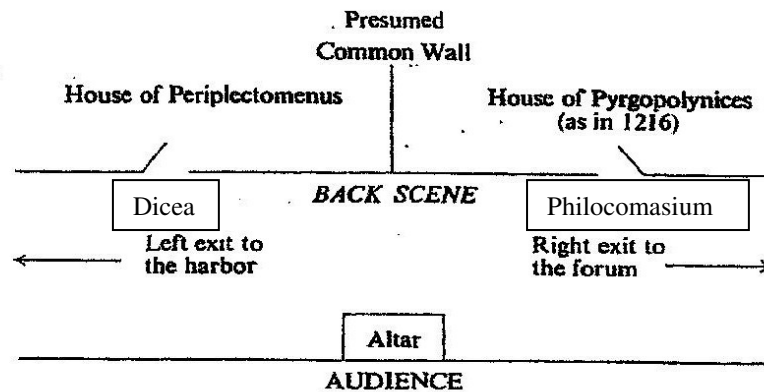 Presumed
Common Wall
House of Periplectomenus
House of Pyrgopolynices
(as in 1216)
Dicea
BACK SCENE
Philocomasium
Left exit to
the harbor
Right exit to
the forum
Altar
AUDIENCE